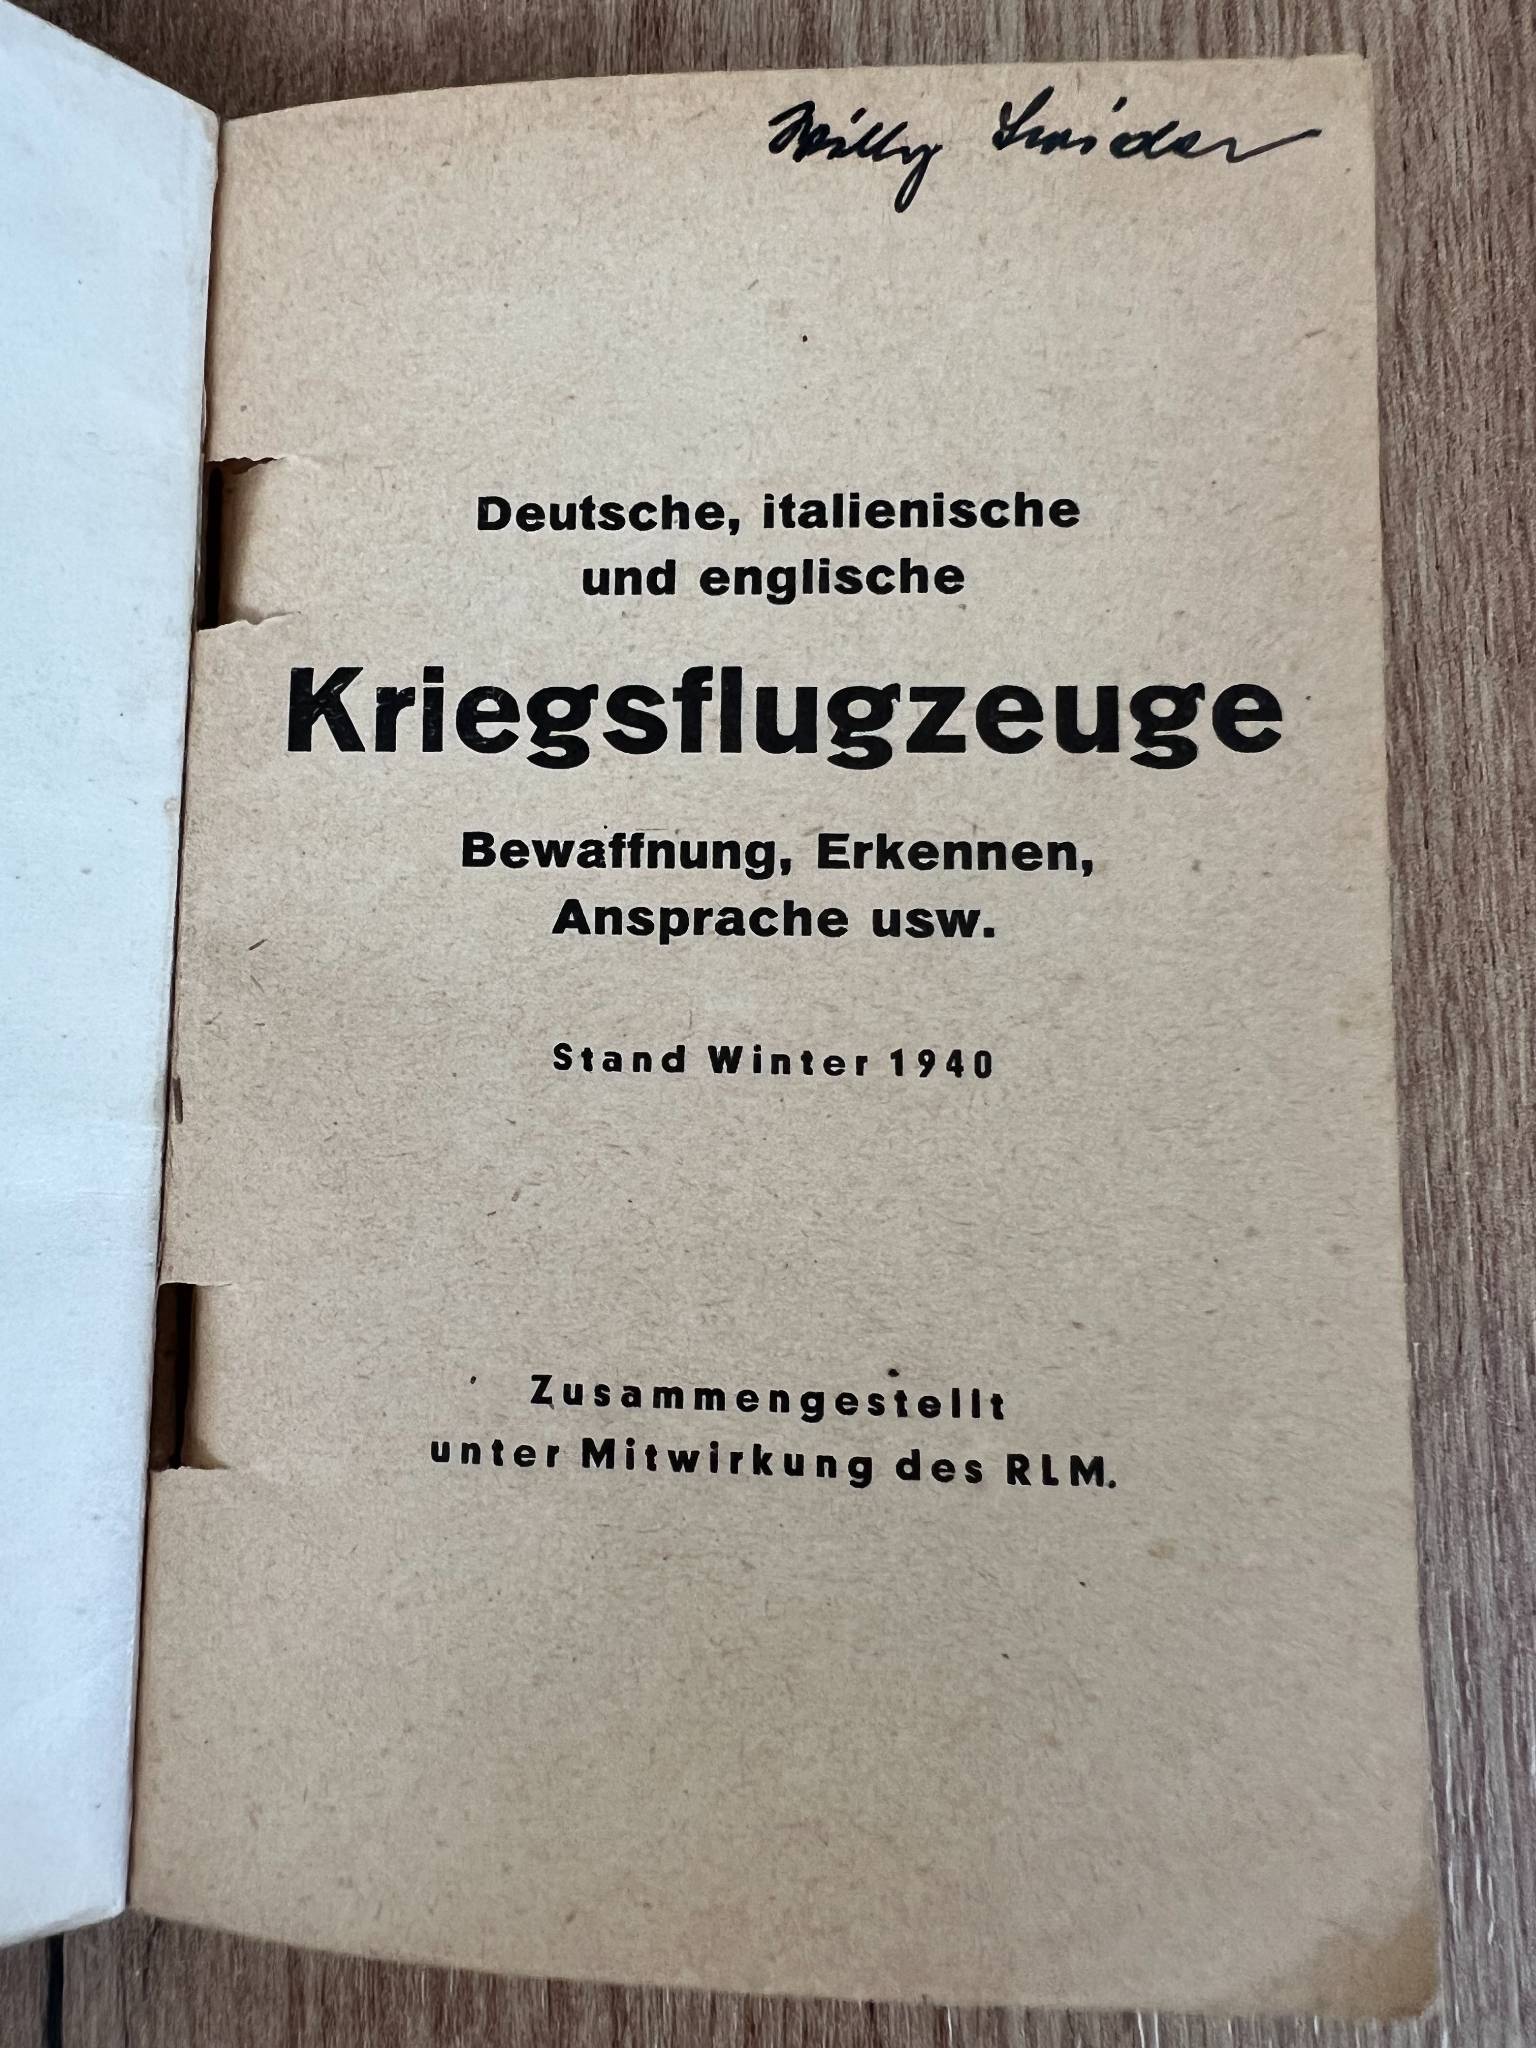 Willy
Deutsche, italienische
und englische
Kriegsflugzeuge
Bewaffnung, Erkennen,
Ansprache usw.
Stand Winter 1940
Zusammengestellt
unter Mitwirkung des RLM.